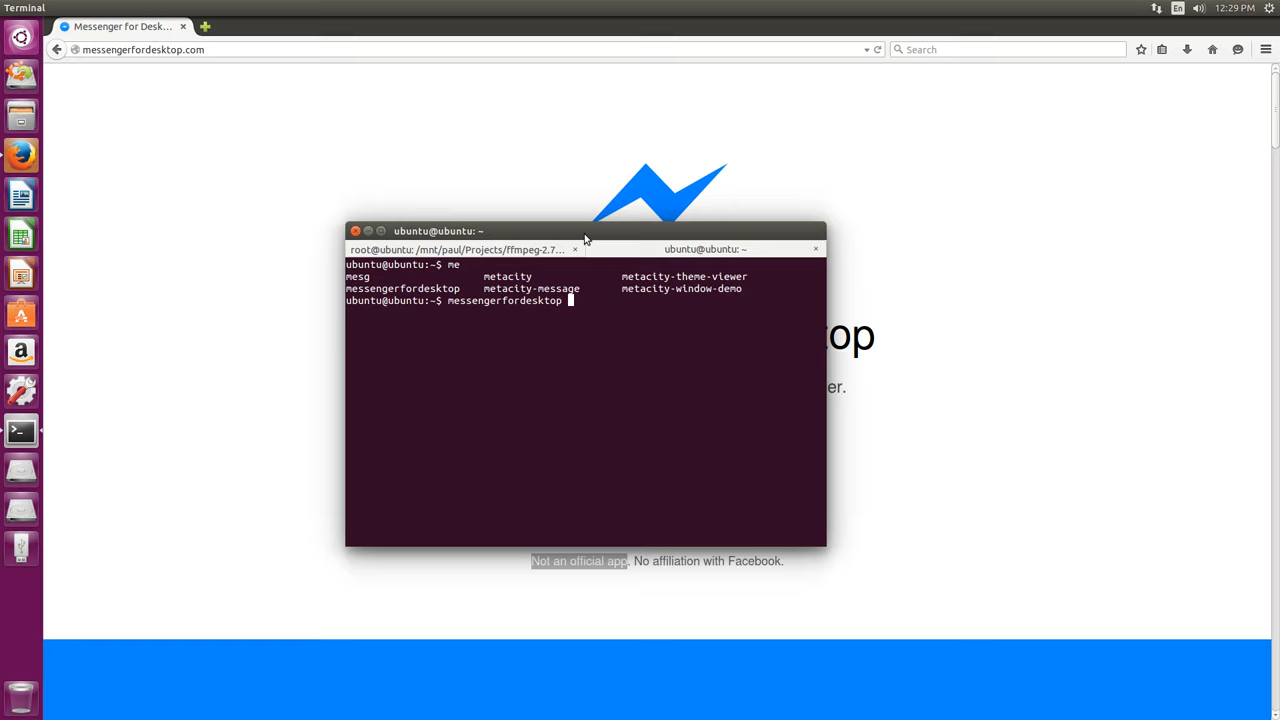 Terminal
En
12:29 PM
Messenger for Desk...
messengerfordesktop.com
Search
ubuntu@ubuntu: ~
root@ubuntu: /mnt/paul/Projects/ffmpeg-2.7...
ubuntu@ubuntu: ~
ubuntu@ubuntu:~$ me
mesg metacity metacity-theme-viewer
messengerfordesktop metacity-message metacity-window-demo
ubuntu@ubuntu:~$ messengerfordesktop
top
er.
Not an official app. No affiliation with Facebook.